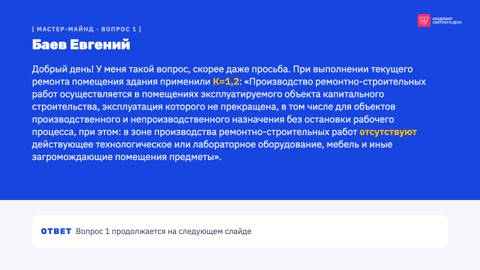 [ МАСТЕР-МАЙНД · ВОПРОС 1 ]
АКАДЕМИЯ
СМЕТНОГО ДЕЛА
Баев Евгений
Добрый день! У меня такой вопрос, скорее даже просьба. При выполнении текущего
ремонта помещения здания применили К=1,2: «Производство ремонтно-строительных
работ осуществляется в помещениях эксплуатируемого объекта капитального
строительства, эксплуатация которого не прекращена, в том числе для объектов
производственного и непроизводственного назначения без остановки рабочего
процесса, при этом: в зоне производства ремонтно-строительных работ отсутствуют
действующее технологическое или лабораторное оборудование, мебель и иные
загромождающие помещения предметы».
ОТВЕТ Вопрос 1 продолжается на следующем слайде